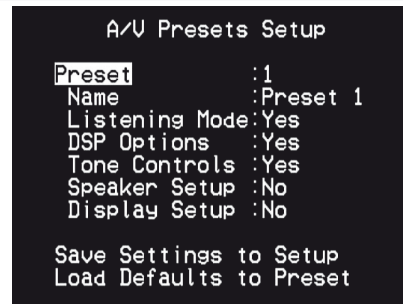 A/V Presets Setup
Preset :1
Name :Preset 1
Listening Mode:Yes
DSP Options :Yes
Tone Controls :Yes
Speaker Setup :No
Display Setup :No
Save Settings to Setup
Load Defaults to Preset